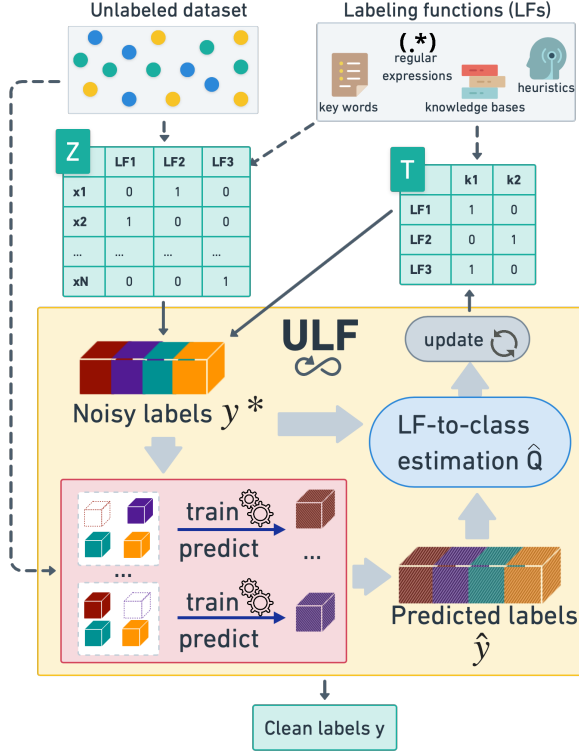 Unlabeled dataset
Labeling functions (LFs)
(.*)
regular
expressions
key words
knowledge bases
heuristics
Z
LF1 LF2 LF3
x1 0 1 0
x2 1 0 0
... ... ... ...
xN 0 0 1
T
k1 k2
LF1 1 0
LF2 0 1
LF3 1 0
ULF
update
Noisy labels y *
LF-to-class
estimation Q̂
train
predict
...
...
train
predict
Predicted labels
ŷ
Clean labels y